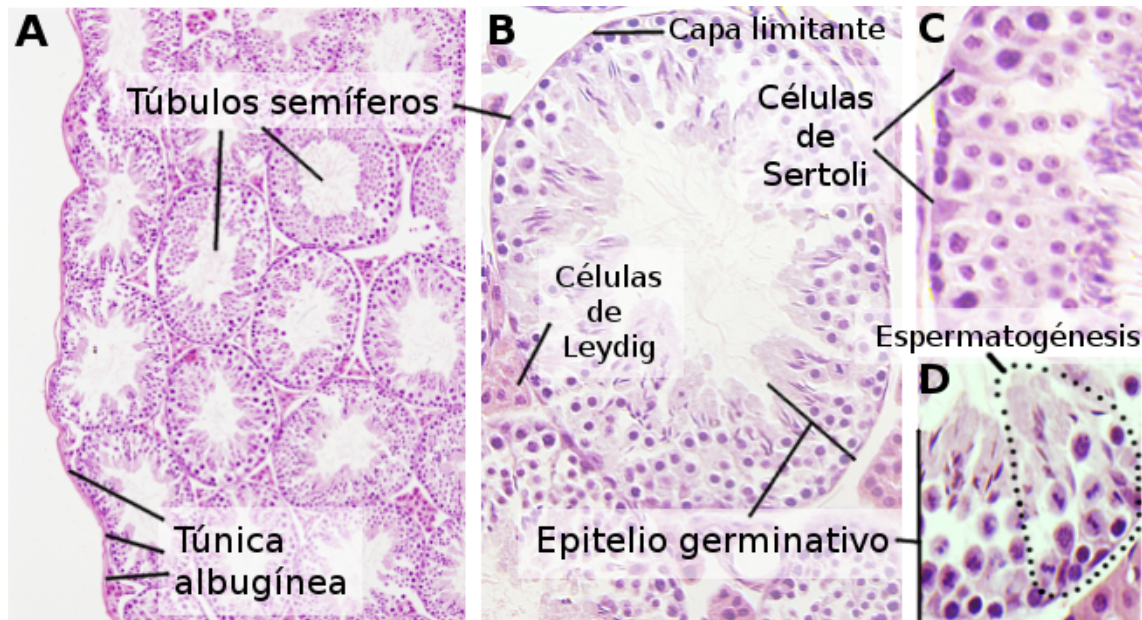 A
Túbulos semíferos
Túnica
albugínea
B
Capa limitante
Células
de
Sertoli
Células
de
Leydig
Epitelio germinativo
C
Espermatogénesis
D